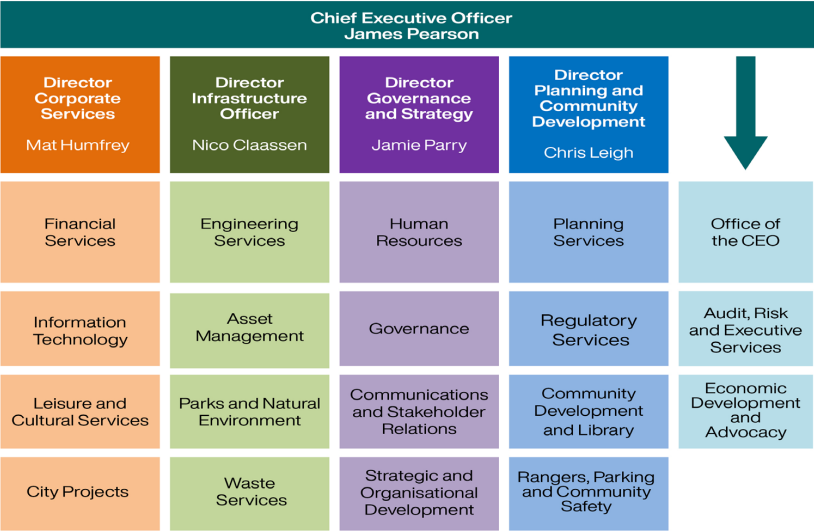 Chief Executive Officer
James Pearson
Director
Corporate
Services
Mat Humfrey
Director
Infrastructure
Officer
Nico Claassen
Director
Governance
and Strategy
Jamie Parry
Director
Planning and
Community
Development
Chris Leigh
Financial
Services
Engineering
Services
Human
Resources
Planning
Services
Office of
the CEO
Information
Technology
Asset
Management
Governance
Regulatory
Services
Audit, Risk
and Executive
Services
Leisure and
Cultural Services
Parks and Natural
Environment
Communications
and Stakeholder
Relations
Community
Development
and Library
Economic
Development
and
Advocacy
City Projects
Waste
Services
Strategic and
Organisational
Development
Rangers, Parking
and Community
Safety